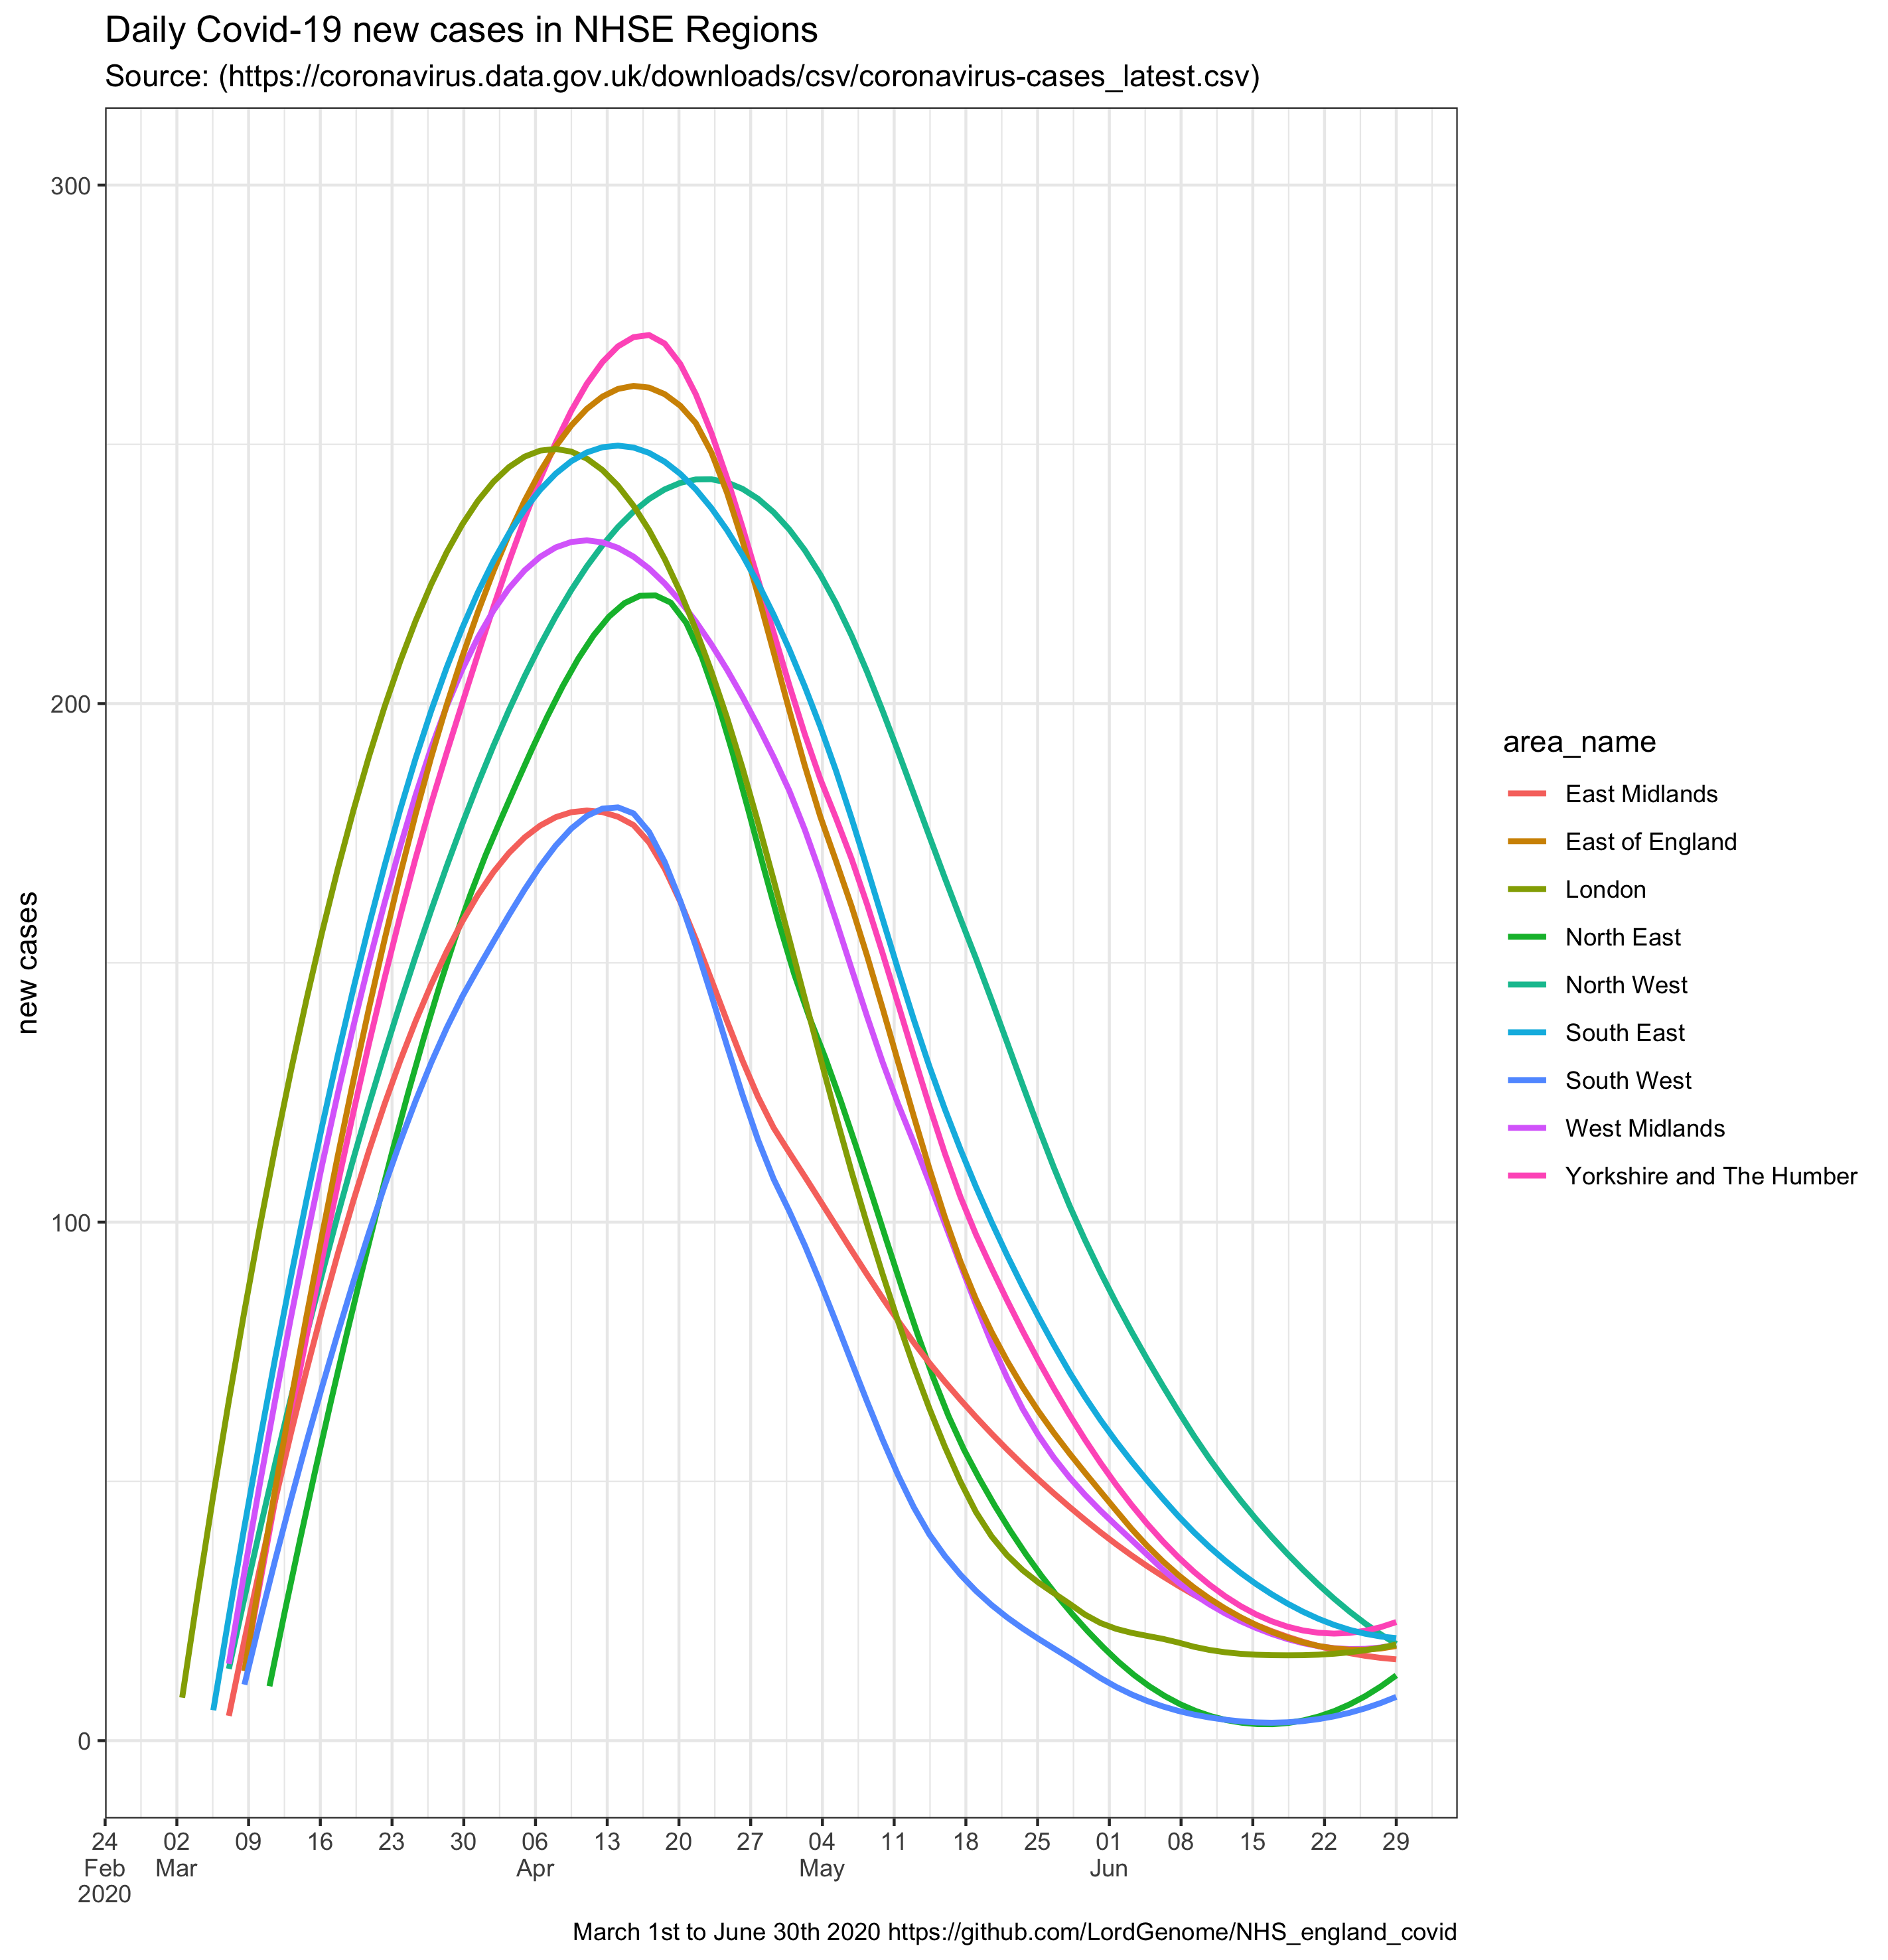 Daily Covid-19 new cases in NHSE Regions
Source: (https://coronavirus.data.gov.uk/downloads/csv/coronavirus-cases_latest.csv)
300
200
100
0
new cases
24 02 09 16 23 30 06 13 20 27 04 11 18 25 01 08 15 22 29
Feb Mar Apr May Jun
2020
area_name
East Midlands
East of England
London
North East
North West
South East
South West
West Midlands
Yorkshire and The Humber
March 1st to June 30th 2020 https://github.com/LordGenome/NHS_england_covid